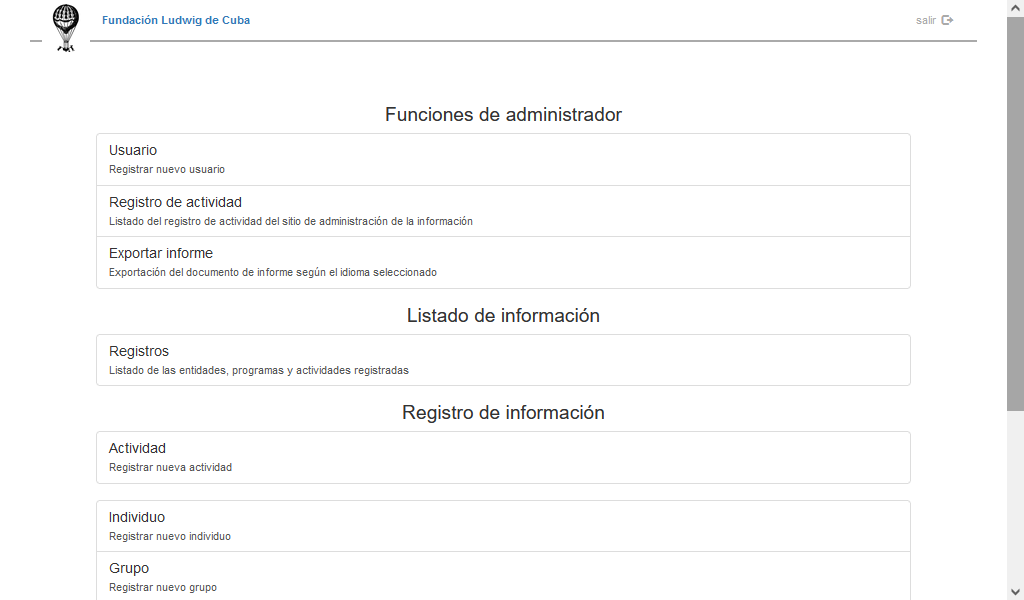 Fundación Ludwig de Cuba
salir
Funciones de administrador
Usuario
Registrar nuevo usuario
Registro de actividad
Listado del registro de actividad del sitio de administración de la información
Exportar informe
Exportación del documento de informe según el idioma seleccionado
Listado de información
Registros
Listado de las entidades, programas y actividades registradas
Registro de información
Actividad
Registrar nueva actividad
Individuo
Registrar nuevo individuo
Grupo
Registrar nuevo grupo